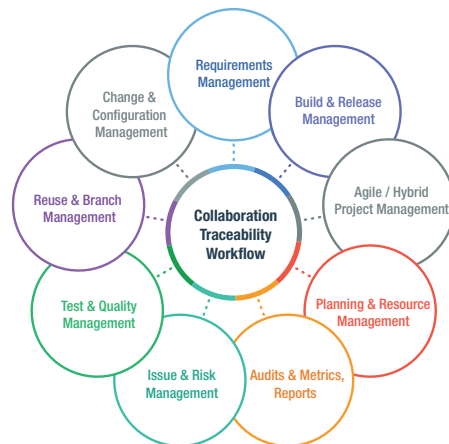 Requirements
Management
Build & Release
Management
Agile / Hybrid
Project Management
Planning & Resource
Management
Audits & Metrics,
Reports
Issue & Risk
Management
Test & Quality
Management
Reuse & Branch
Management
Change &
Configuration
Management
Collaboration
Traceability
Workflow